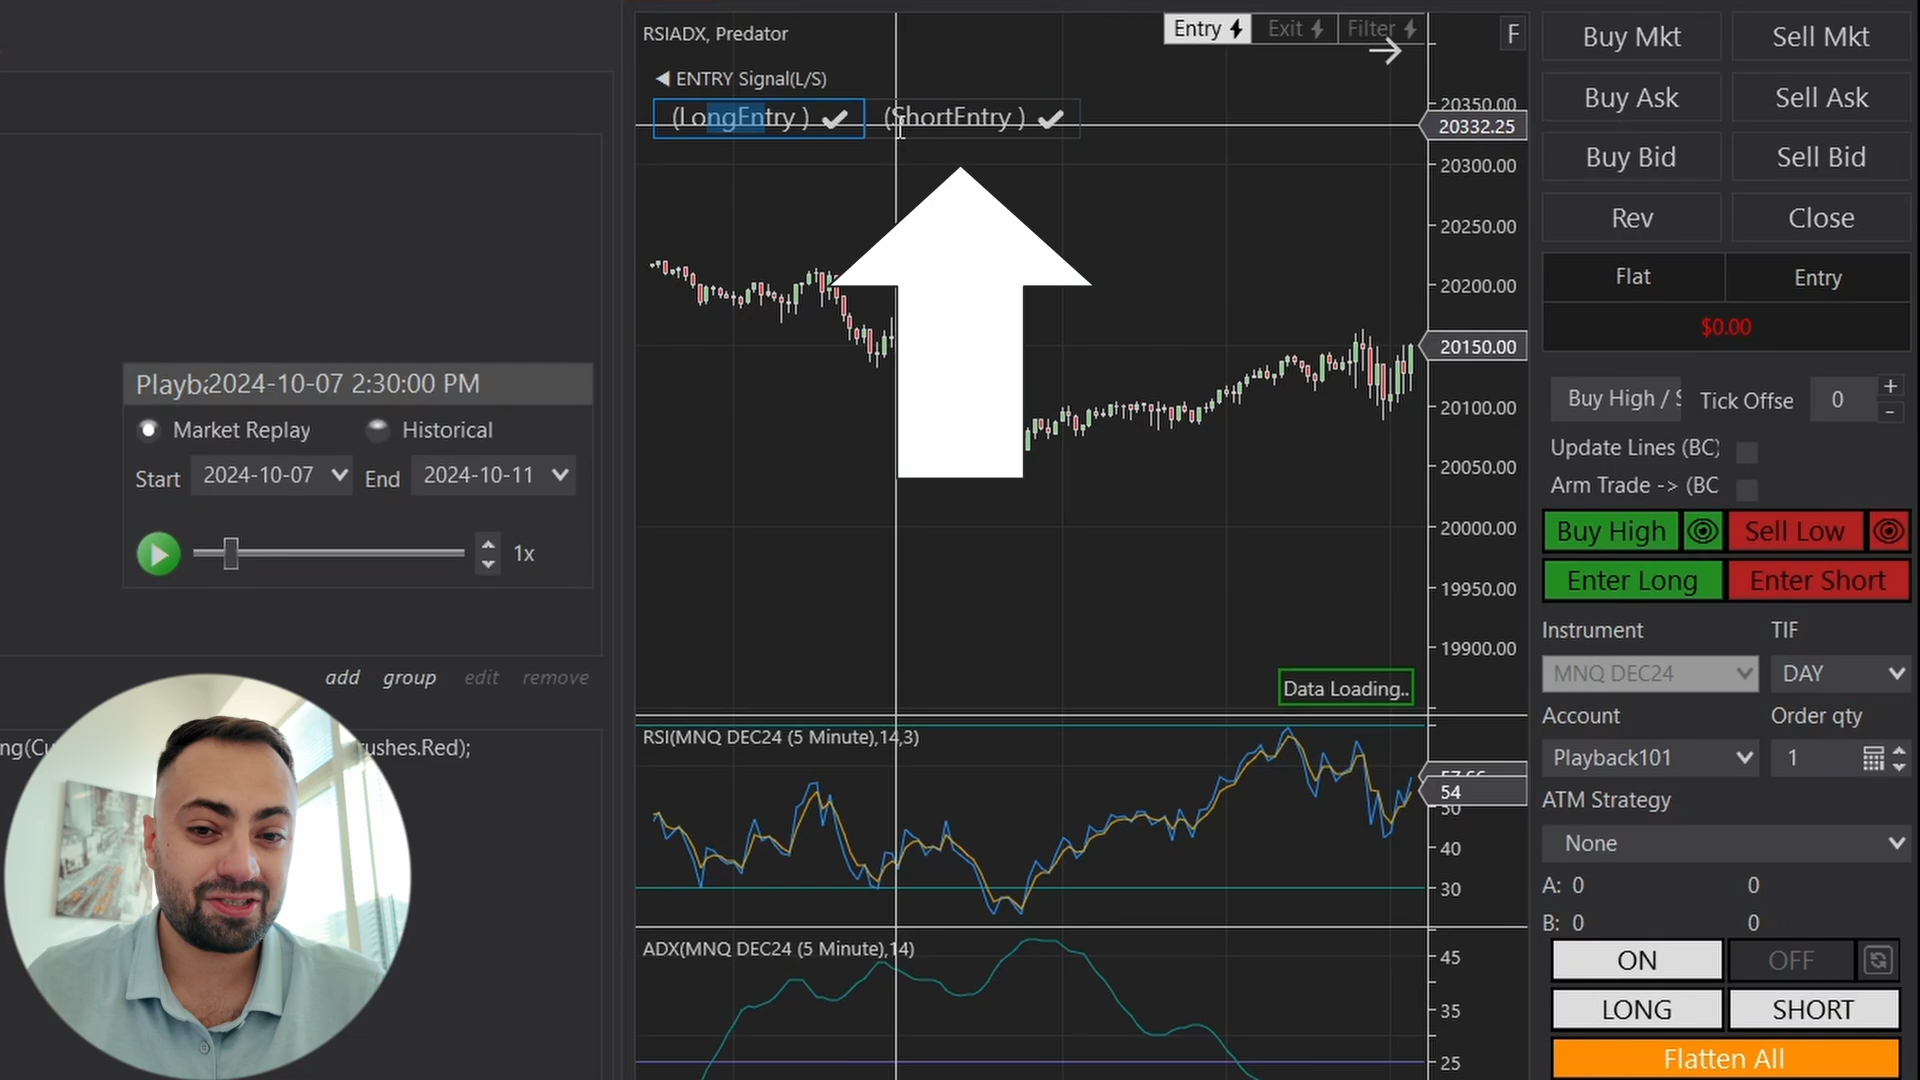 Playba
2024-10-07 2:30:00 PM
Market Replay
Historical
Start
2024-10-07
End
2024-10-11
1x
add
group
edit
remove
ng(Cu
rushes.Red);
RSIADX, Predator
Entry
Exit
Filter
F
◀ ENTRY Signal(L/S)
(LongEntry )
(ShortEntry )
20350.00
20332.25
20300.00
20250.00
20200.00
20150.00
20100.00
20050.00
20000.00
19950.00
19900.00
Data Loading..
RSI(MNQ DEC24 (5 Minute),14,3)
54
50
40
30
ADX(MNQ DEC24 (5 Minute),14)
45
35
25
Buy Mkt
Sell Mkt
Buy Ask
Sell Ask
Buy Bid
Sell Bid
Rev
Close
Flat
Entry
$0.00
Buy High / S
Tick Offse
0
+
-
Update Lines (BC)
Arm Trade -> (BC
Buy High
Sell Low
Enter Long
Enter Short
Instrument
TIF
MNQ DEC24
DAY
Account
Order qty
Playback101
1
ATM Strategy
None
A: 0
0
B: 0
0
ON
OFF
LONG
SHORT
Flatten All